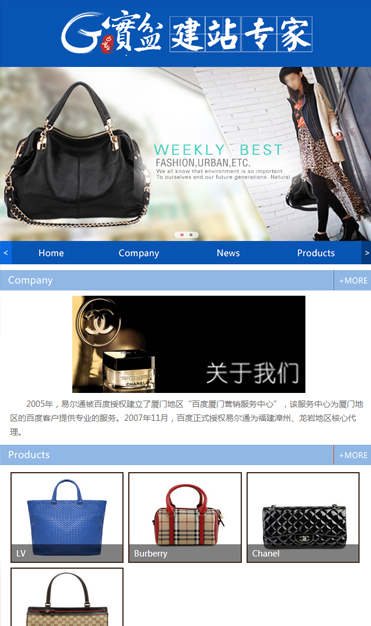 G寳盆 建站专家
WEEKLY BEST
FASHION,URBAN,ETC.
We all know that environment is so important
To ourselves and our future generations. Natural
< Home Company News Products >
Company +MORE
CHANEL
关于我们
2005年，易尔通被百度授权建立了厦门地区“百度厦门营销服务中心”，该服务中心为厦门地
区的百度客户提供专业的服务。2007年11月，百度正式授权易尔通为福建漳州、龙岩地区核心代
理。
Products +MORE
LV Burberry Chanel